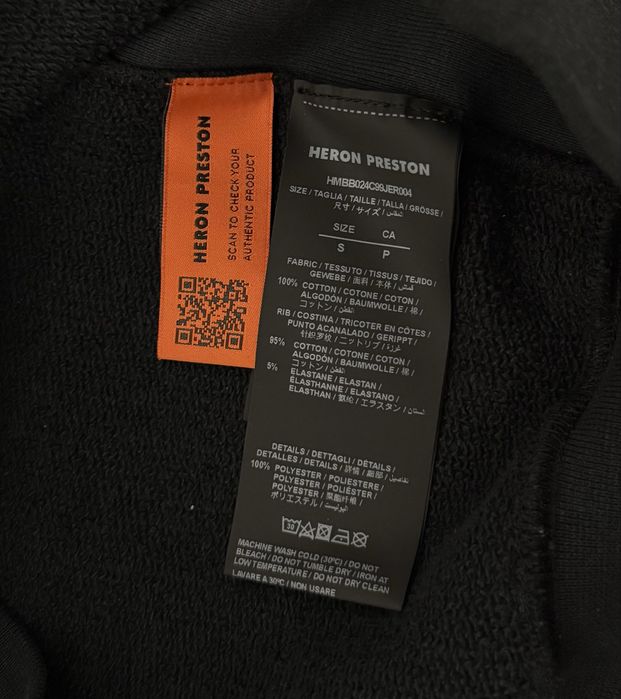 HERON PRESTON
SCAN TO CHECK YOUR
AUTHENTIC PRODUCT
HERON PRESTON
HMBB024C99JER004
SIZE / TAGLIA / TAILLE / TALLA / GRÖSSE /
尺寸 / サイズ / المقاس /
SIZE CA
S P
FABRIC / TESSUTO / TISSUS / TEJIDO /
GEWEBE / 面料 / 本体 / قماش /
100% COTTON / COTONE / COTON /
ALGODÓN / BAUMWOLLE / 棉 /
コットン / القطن /
RIB / COSTINA / TRICOTER EN CÔTES /
PUNTO ACANALADO / GERIPPT /
针织罗纹 / ニットリブ /
95% COTTON / COTONE / COTON /
ALGODÓN / BAUMWOLLE / 棉 /
コットン / القطن /
5% ELASTANE / ELASTAN /
ÉLASTHANNE / ELASTANO /
ELASTHAN / 氨纶 / エラスタン /
DETAILS / DETTAGLI / DÉTAILS /
DETALLES / DETAILS / 詳情 / 細部 / تفاصيل /
100% POLYESTER / POLIESTERE /
POLYESTER / POLIÉSTER /
POLYESTER / 聚酯纤维 /
ポリエステル / البوليستر /
30
MACHINE WASH COLD (30ºC) / DO NOT
BLEACH / DO NOT TUMBLE DRY / IRON AT
LOW TEMPERATURE / DO NOT DRY CLEAN
LAVARE A 30ºC / NON USARE